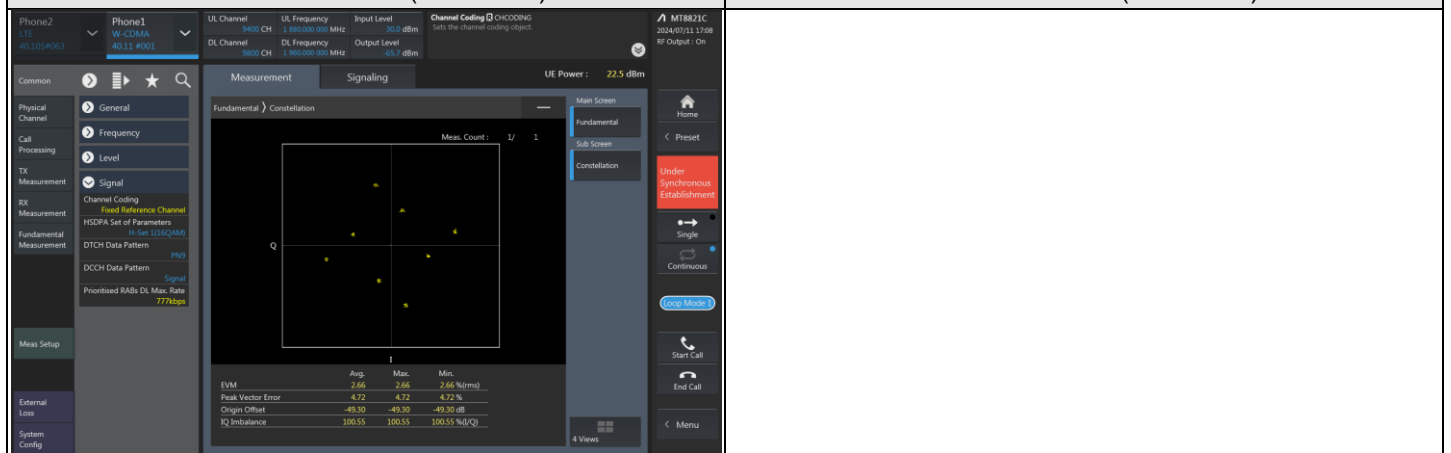 Phone2
LTE
40.10S#063
Phone1
W-CDMA
40.11 #001
UL Channel
9400 CH
UL Frequency
1 880.000 000 MHz
Input Level
30.0 dBm
DL Channel
9800 CH
DL Frequency
1 960.000 000 MHz
Output Level
-65.7 dBm
Channel Coding CHCODING
Sets the channel coding object.
MT8821C
2024/07/11 17:08
RF Output : On
Common
Physical
Channel
Call
Processing
TX
Measurement
RX
Measurement
Fundamental
Measurement
Meas Setup
External
Loss
System
Config
General
Frequency
Level
Signal
Channel Coding
Fixed Reference Channel
HSDPA Set of Parameters
H-Set 1(16QAM)
DTCH Data Pattern
PN9
DCCH Data Pattern
Signal
Prioritised RABs DL Max. Rate
777kbps
Measurement
Signaling
UE Power : 22.5 dBm
Fundamental 〉 Constellation
Meas. Count : 1/ 1
Q
I
Avg. Max. Min.
EVM 2.66 2.66 2.66 %(rms)
Peak Vector Error 4.72 4.72 4.72 %
Origin Offset -49.30 -49.30 -49.30 dB
IQ Imbalance 100.55 100.55 100.55 %(I/Q)
Main Screen
Fundamental
Sub Screen
Constellation
4 Views
Home
< Preset
Under
Synchronous
Establishment
Single
Continuous
Loop Mode 1
Start Call
End Call
< Menu